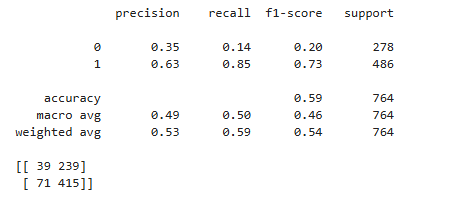 precision recall f1-score support
0 0.35 0.14 0.20 278
1 0.63 0.85 0.73 486
accuracy 0.59 764
macro avg 0.49 0.50 0.46 764
weighted avg 0.53 0.59 0.54 764
[[ 39 239]
[ 71 415]]